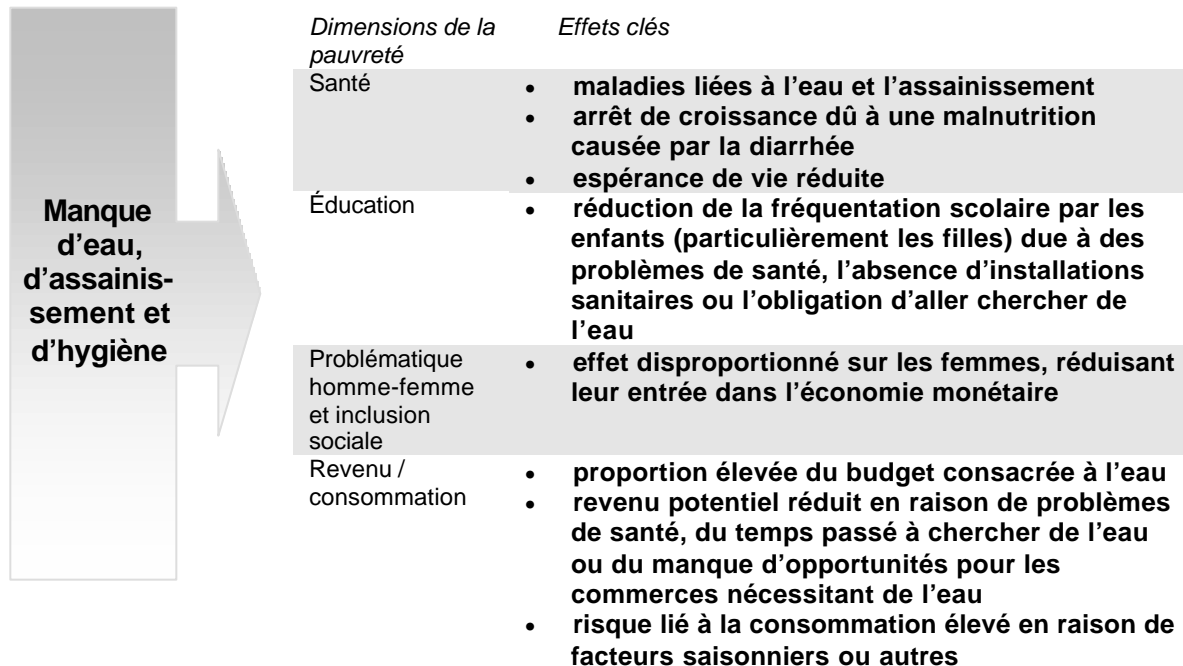 Manque
d’eau,
d’assainis-
sement et
d’hygiène
Dimensions de la
pauvreté
Effets clés
Santé
• maladies liées à l’eau et l’assainissement
• arrêt de croissance dû à une malnutrition
causée par la diarrhée
• espérance de vie réduite
Éducation
• réduction de la fréquentation scolaire par les
enfants (particulièrement les filles) due à des
problèmes de santé, l’absence d’installations
sanitaires ou l’obligation d’aller chercher de
l’eau
Problématique
homme-femme
et inclusion
sociale
• effet disproportionné sur les femmes, réduisant
leur entrée dans l’économie monétaire
Revenu /
consommation
• proportion élevée du budget consacrée à l’eau
• revenu potentiel réduit en raison de problèmes
de santé, du temps passé à chercher de l’eau
ou du manque d’opportunités pour les
commerces nécessitant de l’eau
• risque lié à la consommation élevé en raison de
facteurs saisonniers ou autres